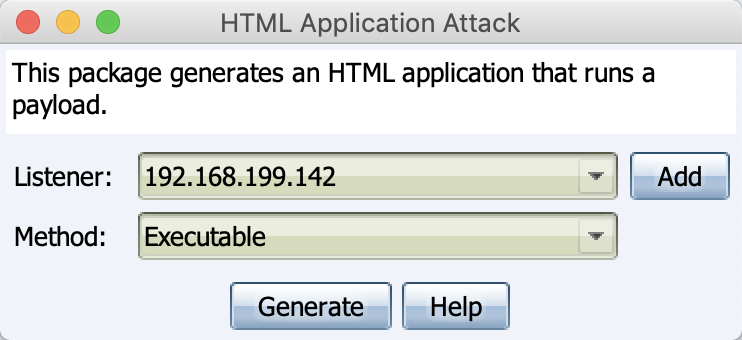 HTML Application Attack
This package generates an HTML application that runs a
payload.
Listener: 192.168.199.142 Add
Method: Executable
Generate Help